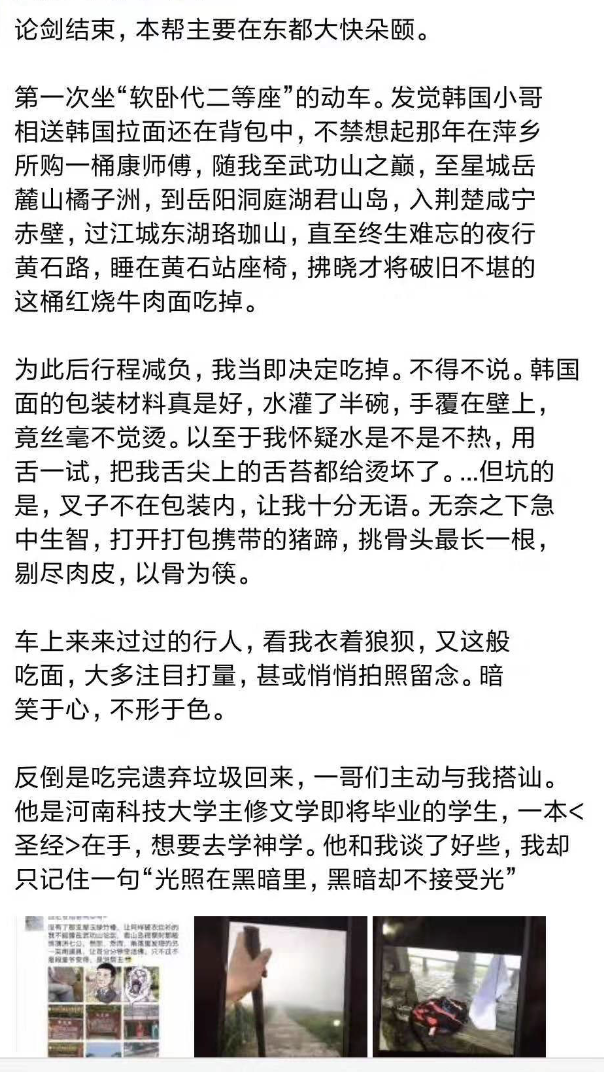 论剑结束，本帮主要在东都大快朵颐。
第一次坐“软卧代二等座”的动车。发觉韩国小哥
相送韩国拉面还在背包中，不禁想起那年在萍乡
所购一桶康师傅，随我至武功山之巅，至星城岳
麓山橘子洲，到岳阳洞庭湖君山岛，入荆楚咸宁
赤壁，过江城东湖珞珈山，直至终生难忘的夜行
黄石路，睡在黄石站座椅，拂晓才将破旧不堪的
这桶红烧牛肉面吃掉。
为此后行程减负，我当即决定吃掉。不得不说。韩国
面的包装材料真是好，水灌了半碗，手覆在壁上，
竟丝毫不觉烫。以至于我怀疑水是不是不热，用
舌一试，把我舌尖上的舌苔都给烫坏了。...但坑的
是，叉子不在包装内，让我十分无语。无奈之下急
中生智，打开打包携带的猪蹄，挑骨头最长一根，
剔尽肉皮，以骨为筷。
车上来来过过的行人，看我衣着狼狈，又这般
吃面，大多注目打量，甚或悄悄拍照留念。暗
笑于心，不形于色。
反倒是吃完遗弃垃圾回来，一哥们主动与我搭讪。
他是河南科技大学主修文学即将毕业的学生，一本<
圣经>在手，想要去学神学。他和我谈了好些，我却
只记住一句“光照在黑暗里，黑暗却不接受光”